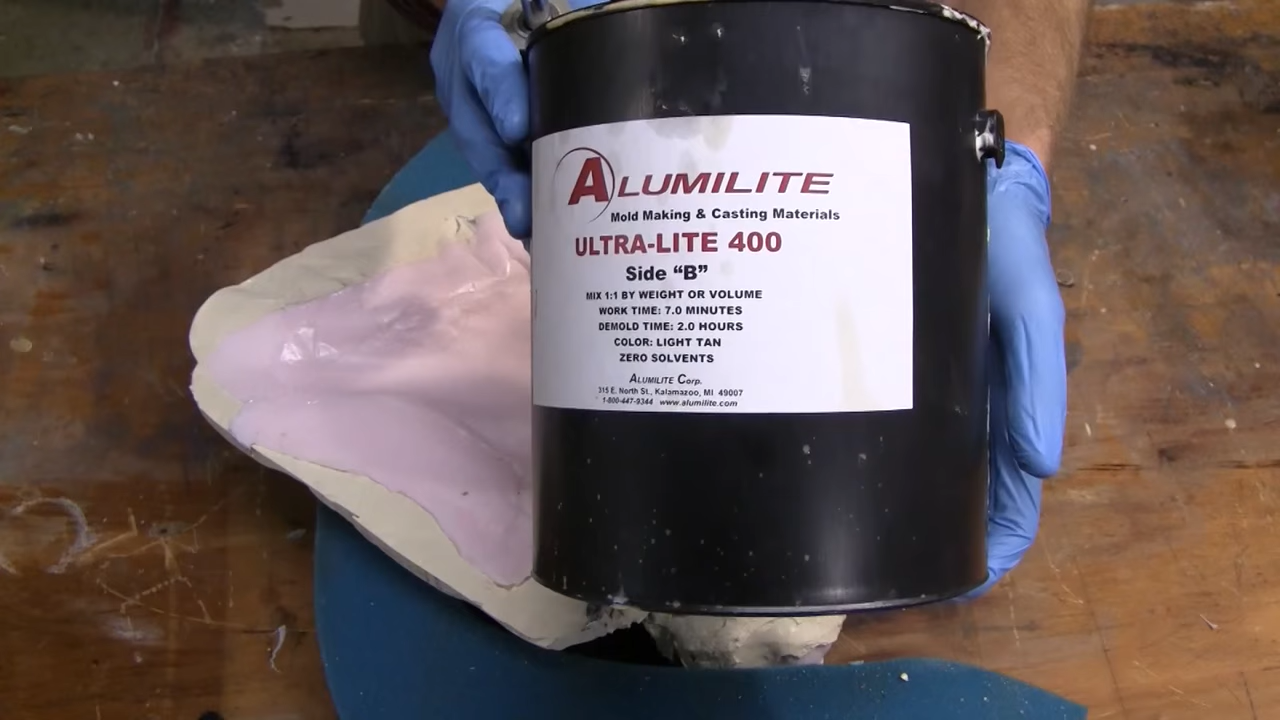 ALUMILITE
Mold Making & Casting Materials
ULTRA-LITE 400
Side “B”
MIX 1:1 BY WEIGHT OR VOLUME
WORK TIME: 7.0 MINUTES
DEMOLD TIME: 2.0 HOURS
COLOR: LIGHT TAN
ZERO SOLVENTS
ALUMILITE CORP.
315 E. North St., Kalamazoo, MI 49007
1-800-447-9344 www.alumilite.com